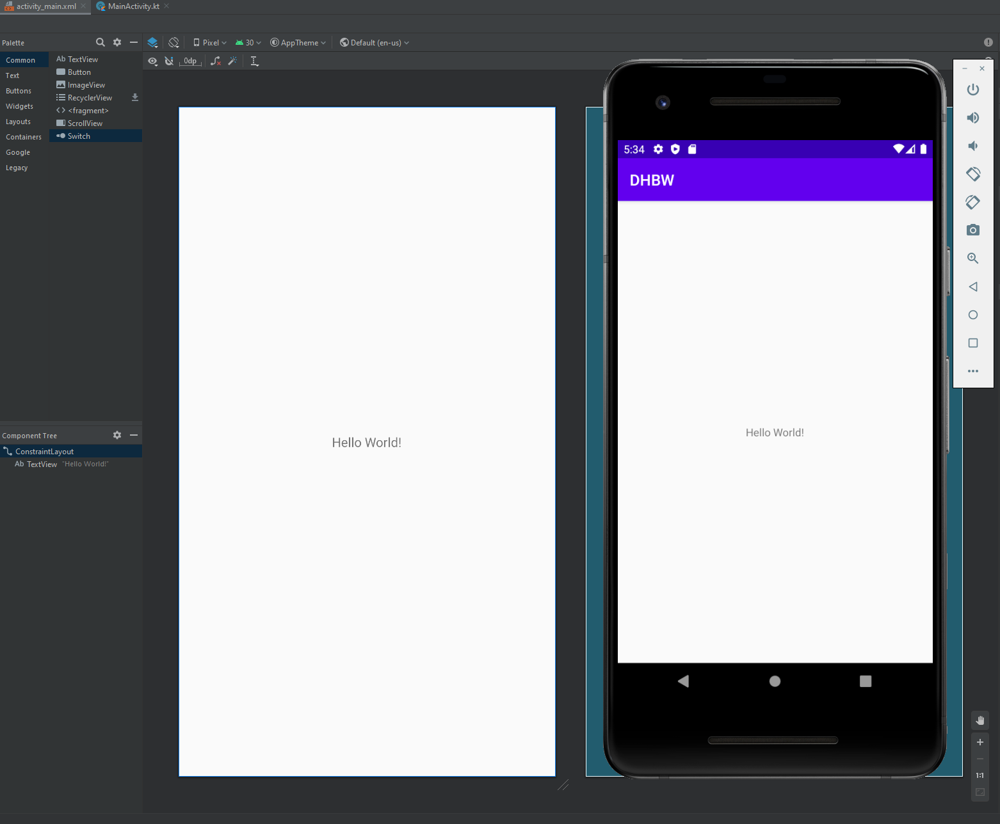 activity_main.xml
MainActivity.kt
Palette
Pixel
30
AppTheme
Default (en-us)
0dp
Common
Text
Buttons
Widgets
Layouts
Containers
Google
Legacy
Ab TextView
Button
ImageView
RecyclerView
<> <fragment>
ScrollView
Switch
Component Tree
ConstraintLayout
Ab TextView "Hello World!"
Hello World!
5:34
DHBW
Hello World!
1:1